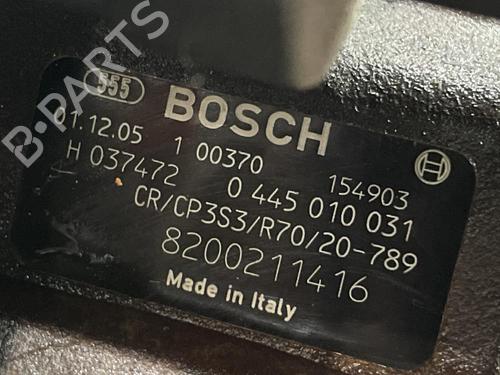 555 BOSCH
01.12.05 1 00370 154903
H 037472 0 445 010 031
CR/CP3S3/R70/20-789
8200211416
Made in Italy
B-PARTS